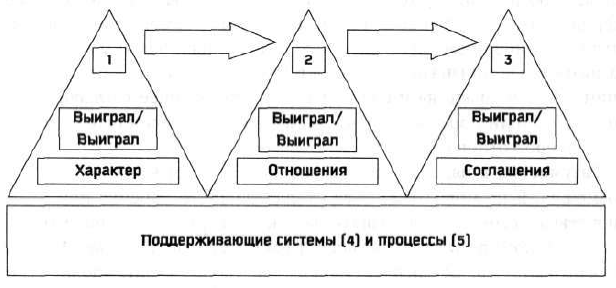 1
2
3
Выиграл/
Выиграл
Выиграл/
Выиграл
Выиграл/
Выиграл
Характер
Отношения
Соглашения
Поддерживающие системы (4) и процессы (5)